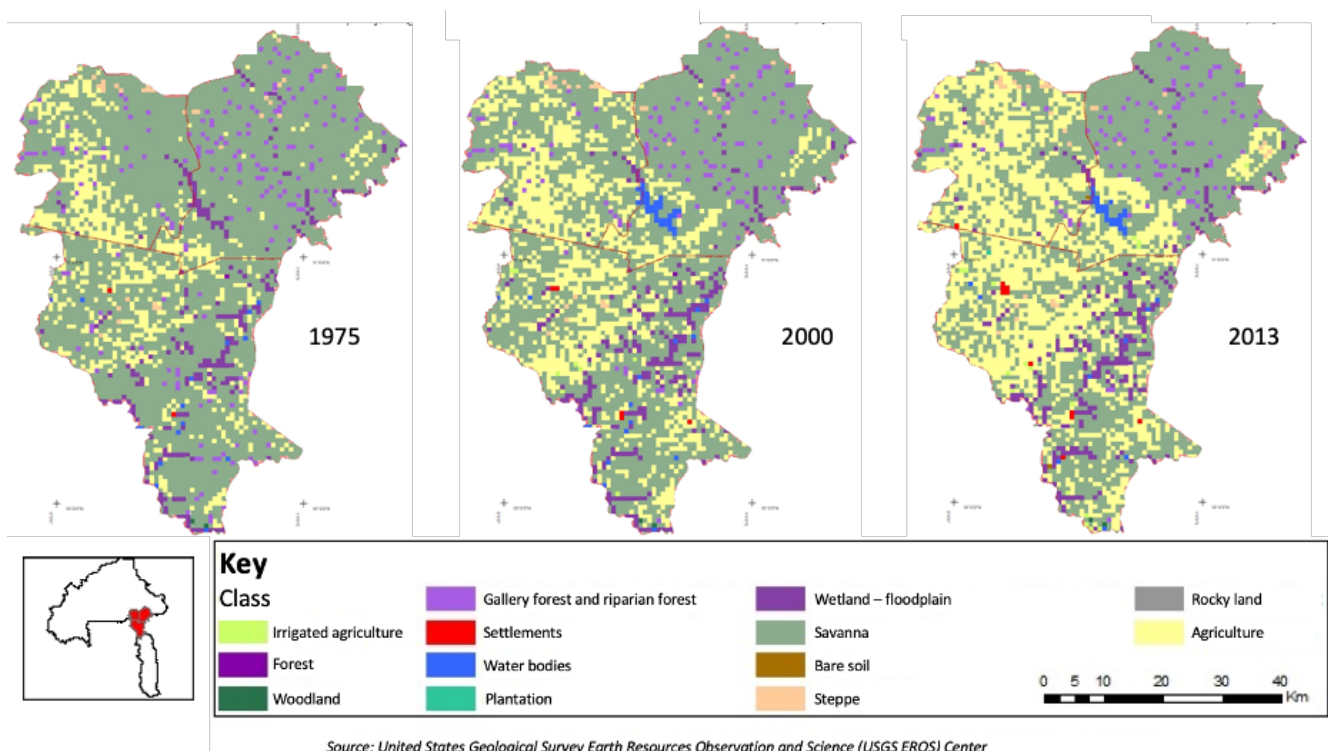 1975
2000
2013
Key
Class
Irrigated agriculture
Forest
Woodland
Gallery forest and riparian forest
Settlements
Water bodies
Plantation
Wetland – floodplain
Savanna
Bare soil
Steppe
Rocky land
Agriculture
0 5 10 20 30 40
Km
Source: United States Geological Survey Earth Resources Observation and Science (USGS EROS) Center